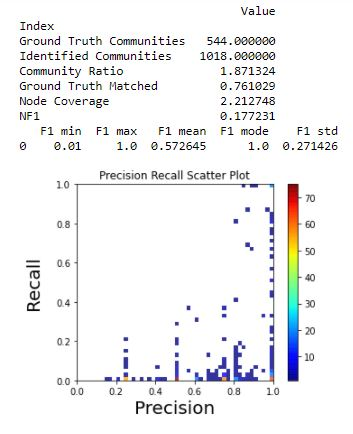 Value
Index
Ground Truth Communities 544.000000
Identified Communities 1018.000000
Community Ratio 1.871324
Ground Truth Matched 0.761029
Node Coverage 2.212748
NF1 0.177231
F1 min F1 max F1 mean F1 mode F1 std
0 0.01 1.0 0.572645 1.0 0.271426
Precision Recall Scatter Plot
1.0
0.8
0.6
0.4
0.2
0.0
Recall
0.0 0.2 0.4 0.6 0.8 1.0
Precision
70
60
50
40
30
20
10